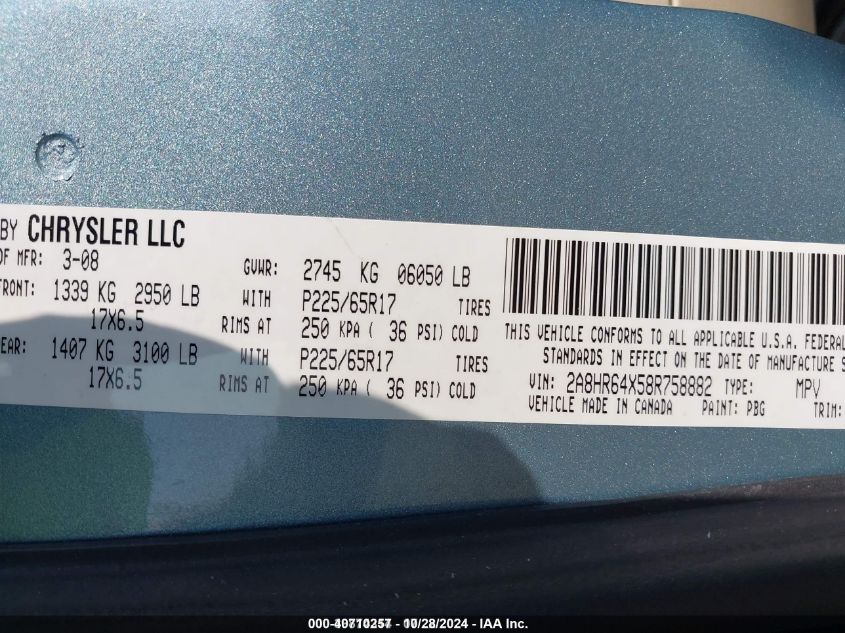 BY CHRYSLER LLC
OF MFR: 3-08 GVWR: 2745 KG 06050 LB
FRONT: 1339 KG 2950 LB WITH P225/65R17 TIRES
17X6.5 RIMS AT 250 KPA ( 36 PSI) COLD
EAR: 1407 KG 3100 LB WITH P225/65R17 TIRES
17X6.5 RIMS AT 250 KPA ( 36 PSI) COLD
THIS VEHICLE CONFORMS TO ALL APPLICABLE U.S.A. FEDERAL
STANDARDS IN EFFECT ON THE DATE OF MANUFACTURE S
VIN: 2A8HR64X58R758882 TYPE: MPV
VEHICLE MADE IN CANADA PAINT: PBG TRIM:
10/28/2024 - IAA Inc.